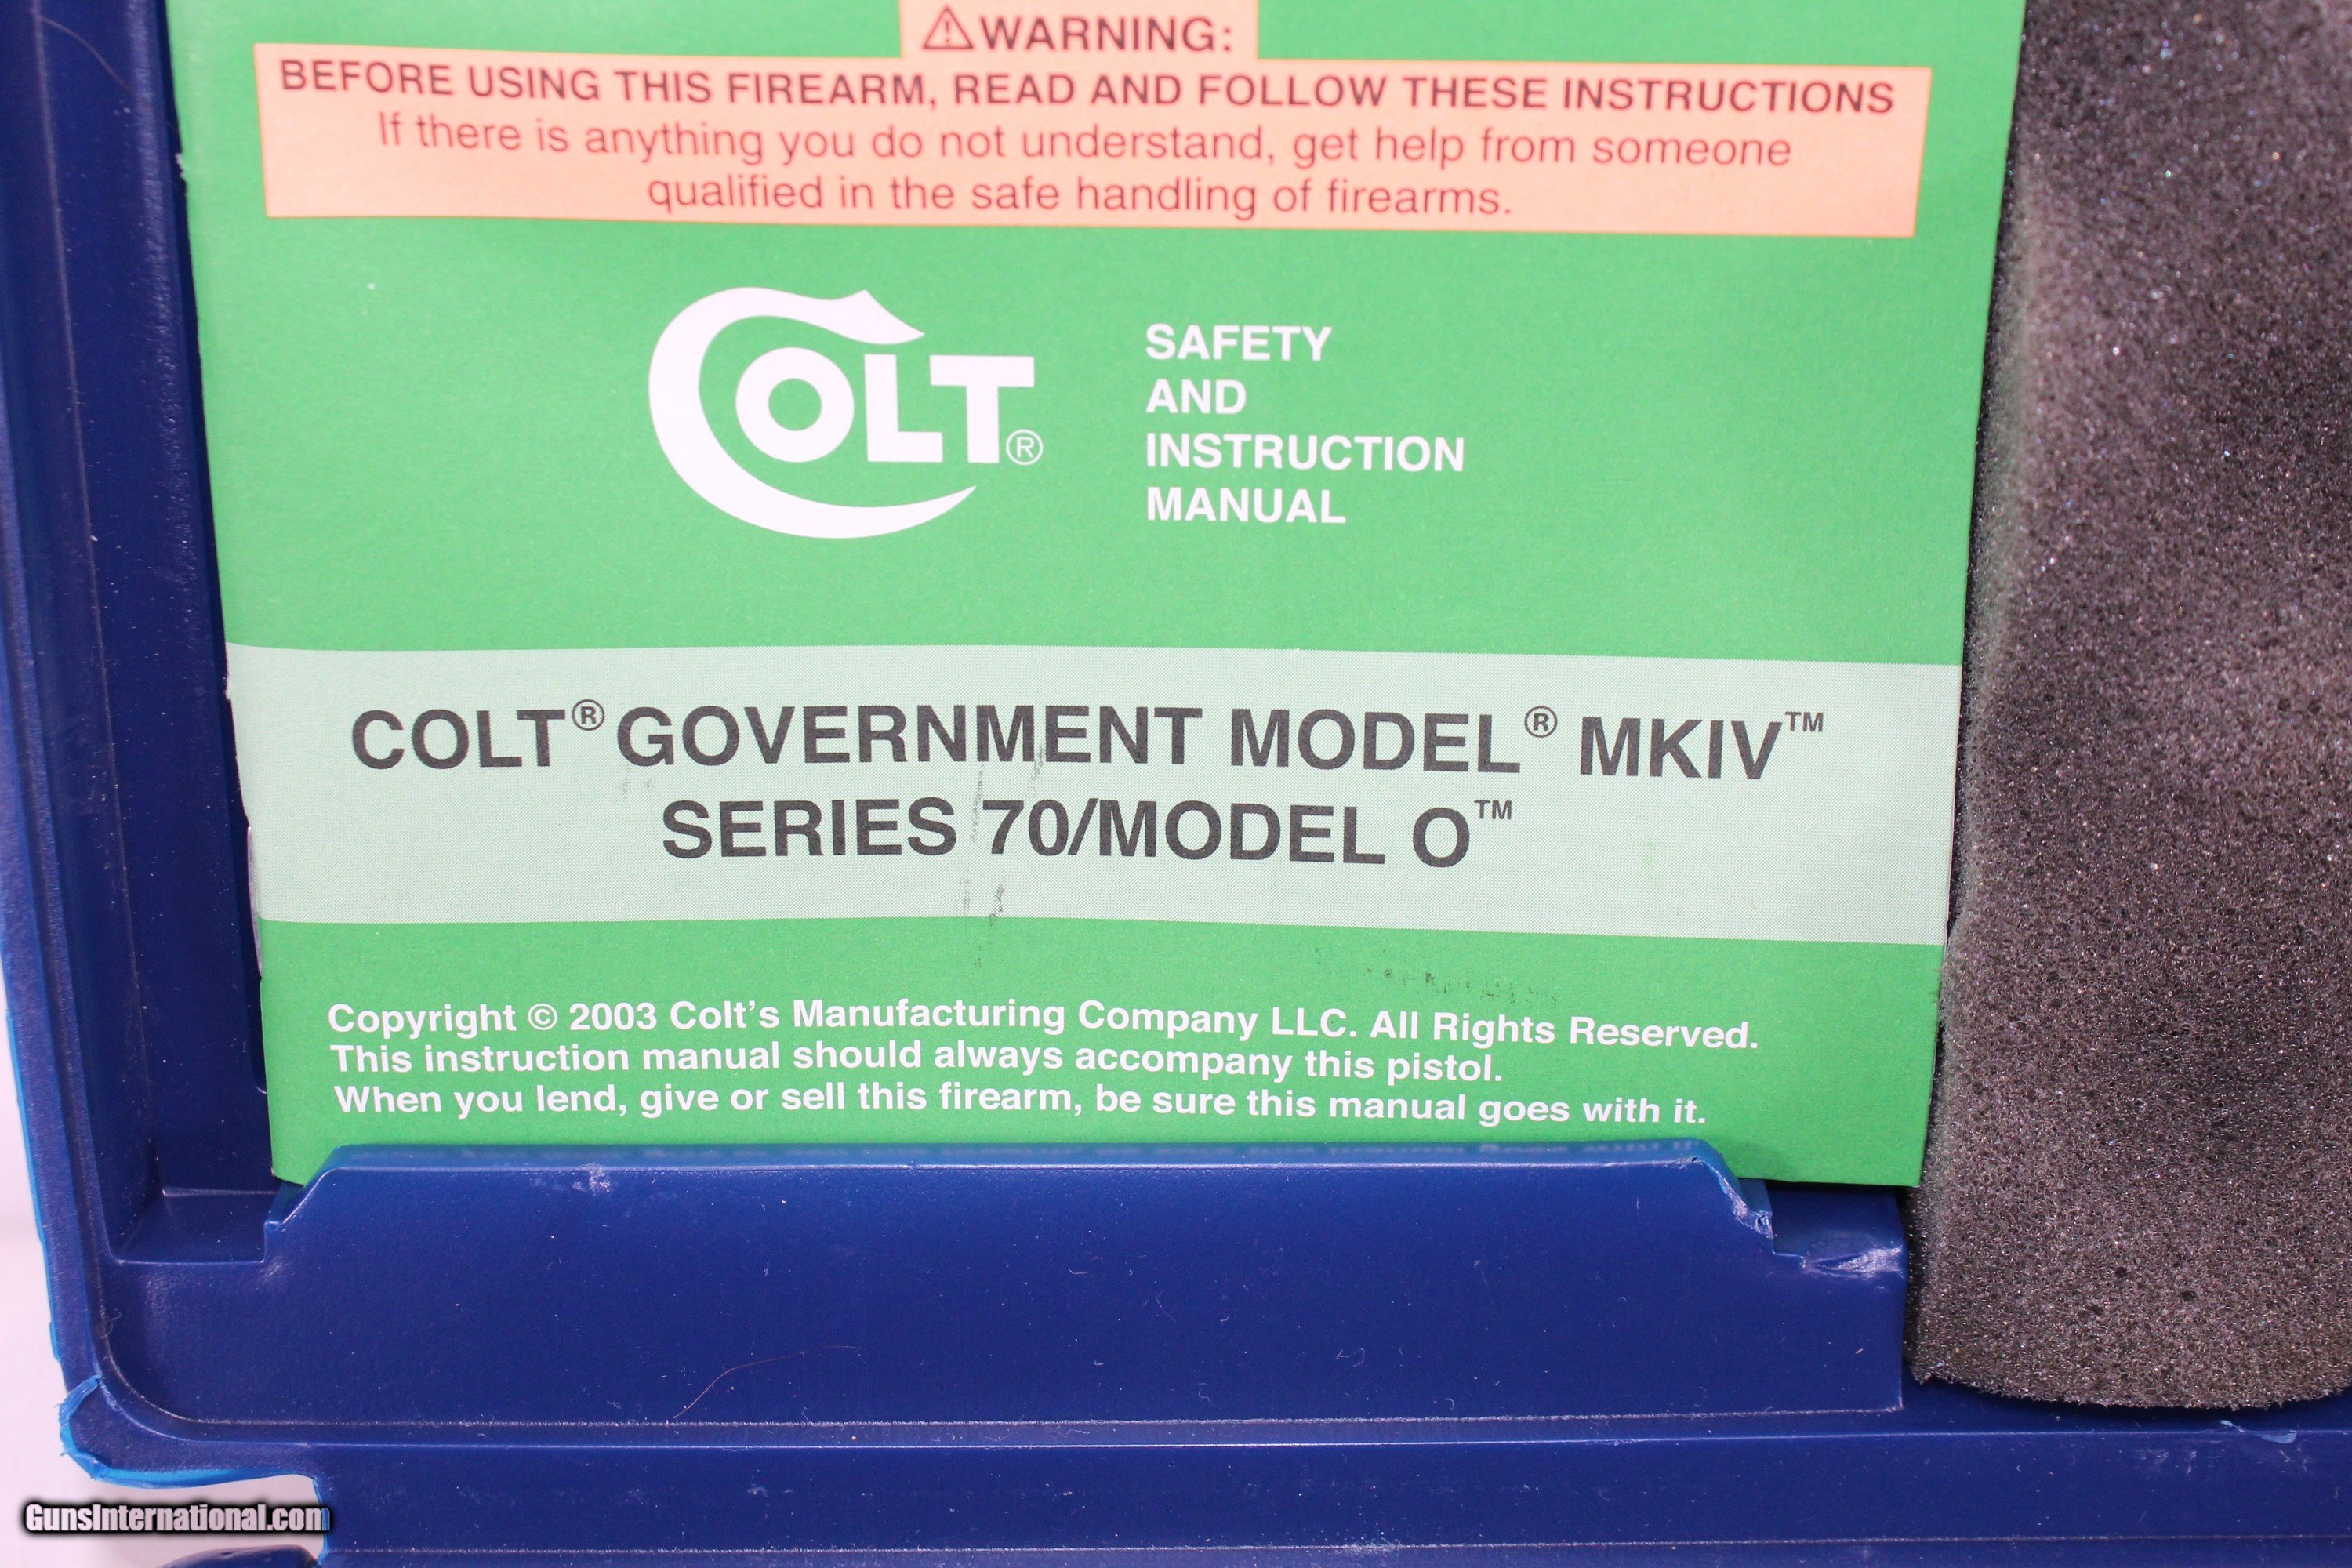 ⚠WARNING:
BEFORE USING THIS FIREARM, READ AND FOLLOW THESE INSTRUCTIONS
If there is anything you do not understand, get help from someone
qualified in the safe handling of firearms.
COLT®
SAFETY
AND
INSTRUCTION
MANUAL
COLT® GOVERNMENT MODEL® MKIV™
SERIES 70/MODEL O™
Copyright © 2003 Colt's Manufacturing Company LLC. All Rights Reserved.
This instruction manual should always accompany this pistol.
When you lend, give or sell this firearm, be sure this manual goes with it.
GunsInternational.com